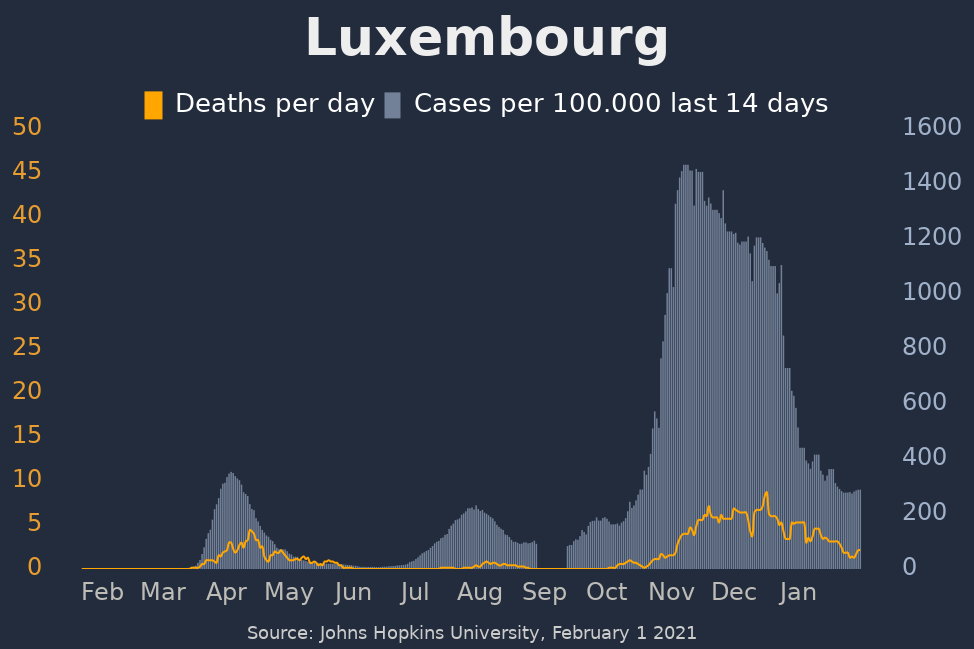 Luxembourg
Deaths per day Cases per 100.000 last 14 days
50 1600
45 1400
40 1200
35 1000
30 800
25 600
20 400
15 200
10 0
5
0
Feb Mar Apr May Jun Jul Aug Sep Oct Nov Dec Jan
Source: Johns Hopkins University, February 1 2021